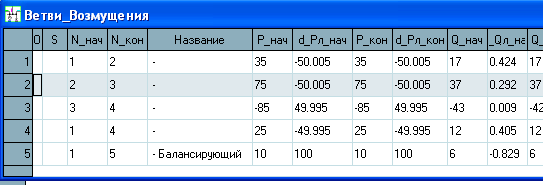 Ветви_Возмущения
O S N_нач N_кон Название P_нач d_Рл_нач P_кон d_Рл_кон Q_нач _Qл_на Q_
1 1 2 - 35 -50.005 35 -50.005 17 0.424 17
2 2 3 - 75 -50.005 75 -50.005 37 0.292 37
3 3 4 - -85 49.995 -85 49.995 -43 0.009 -42
4 1 4 - 25 -49.995 25 -49.995 12 0.405 12
5 1 5 - Балансирующий 10 100 10 100 6 -0.829 6